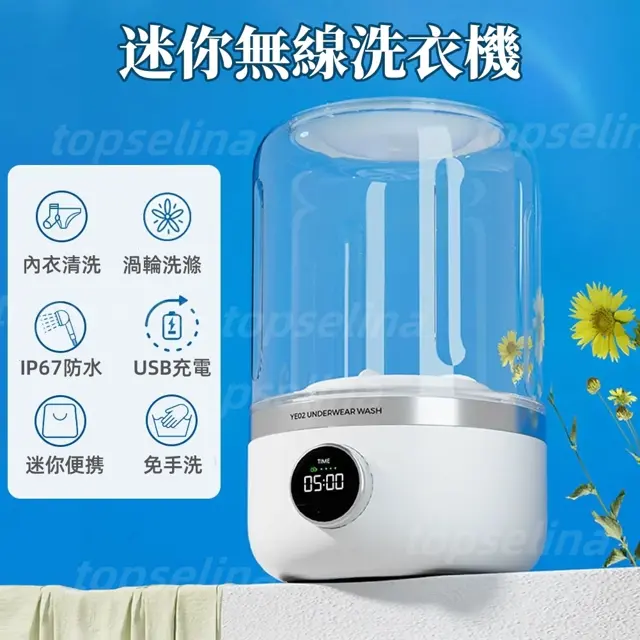 迷你無線洗衣機
topselina
topselina
內衣清洗
渦輪洗滌
IP67防水
USB充電
迷你便携
免手洗
topselina
YE02 UNDERWEAR WASH
TIME
05:00
topselina
topselina